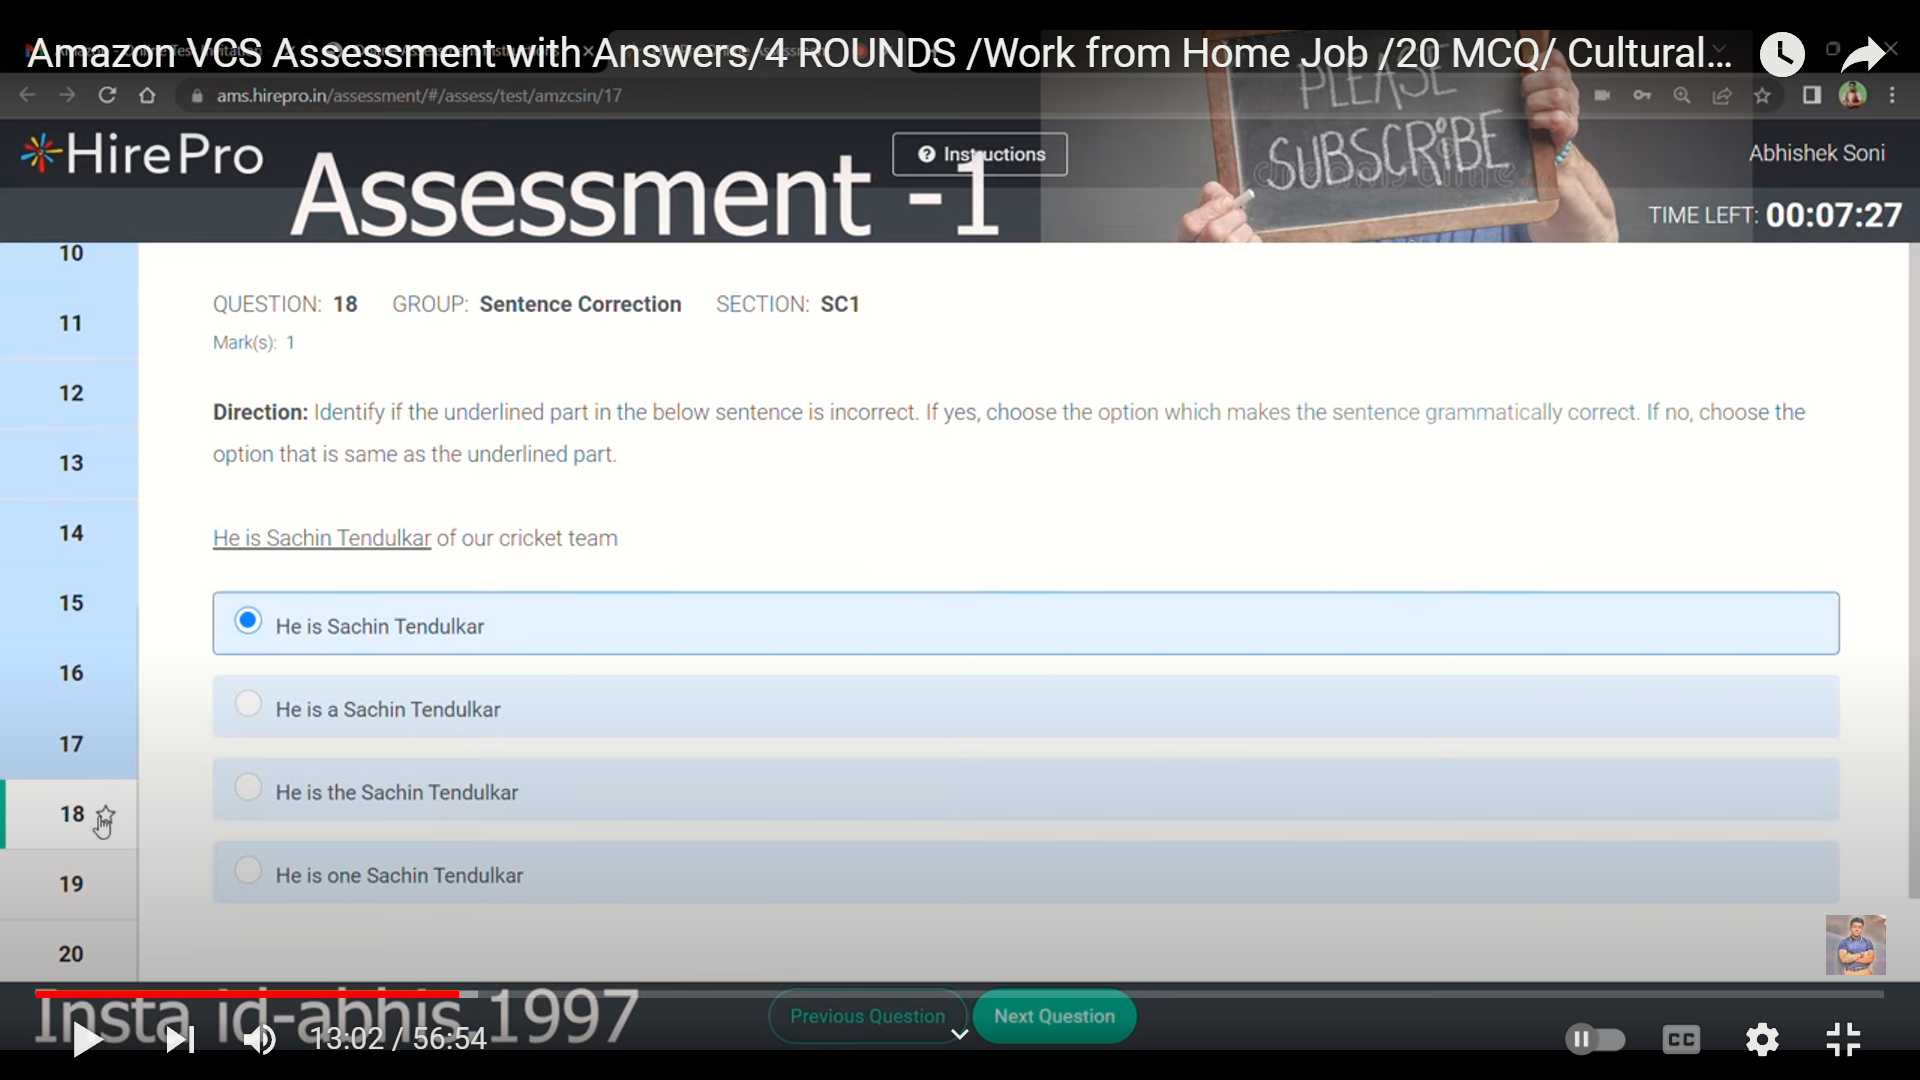 Amazon VCS Assessment with Answers/4 ROUNDS /Work from Home Job /20 MCQ/ Cultural...
ams.hirepro.in/assessment/#/assess/test/amzcsin/17
PLEASE
SUBSCRIBE
HirePro
Assessment -1
Instructions
Abhishek Soni
TIME LEFT: 00:07:27
10
11
12
13
14
15
16
17
18
19
20
QUESTION: 18 GROUP: Sentence Correction SECTION: SC1
Mark(s): 1
Direction: Identify if the underlined part in the below sentence is incorrect. If yes, choose the option which makes the sentence grammatically correct. If no, choose the
option that is same as the underlined part.
He is Sachin Tendulkar of our cricket team
He is Sachin Tendulkar
He is a Sachin Tendulkar
He is the Sachin Tendulkar
He is one Sachin Tendulkar
Insta id-abhis_1997
Previous Question
Next Question
13:02 / 56:54
CC